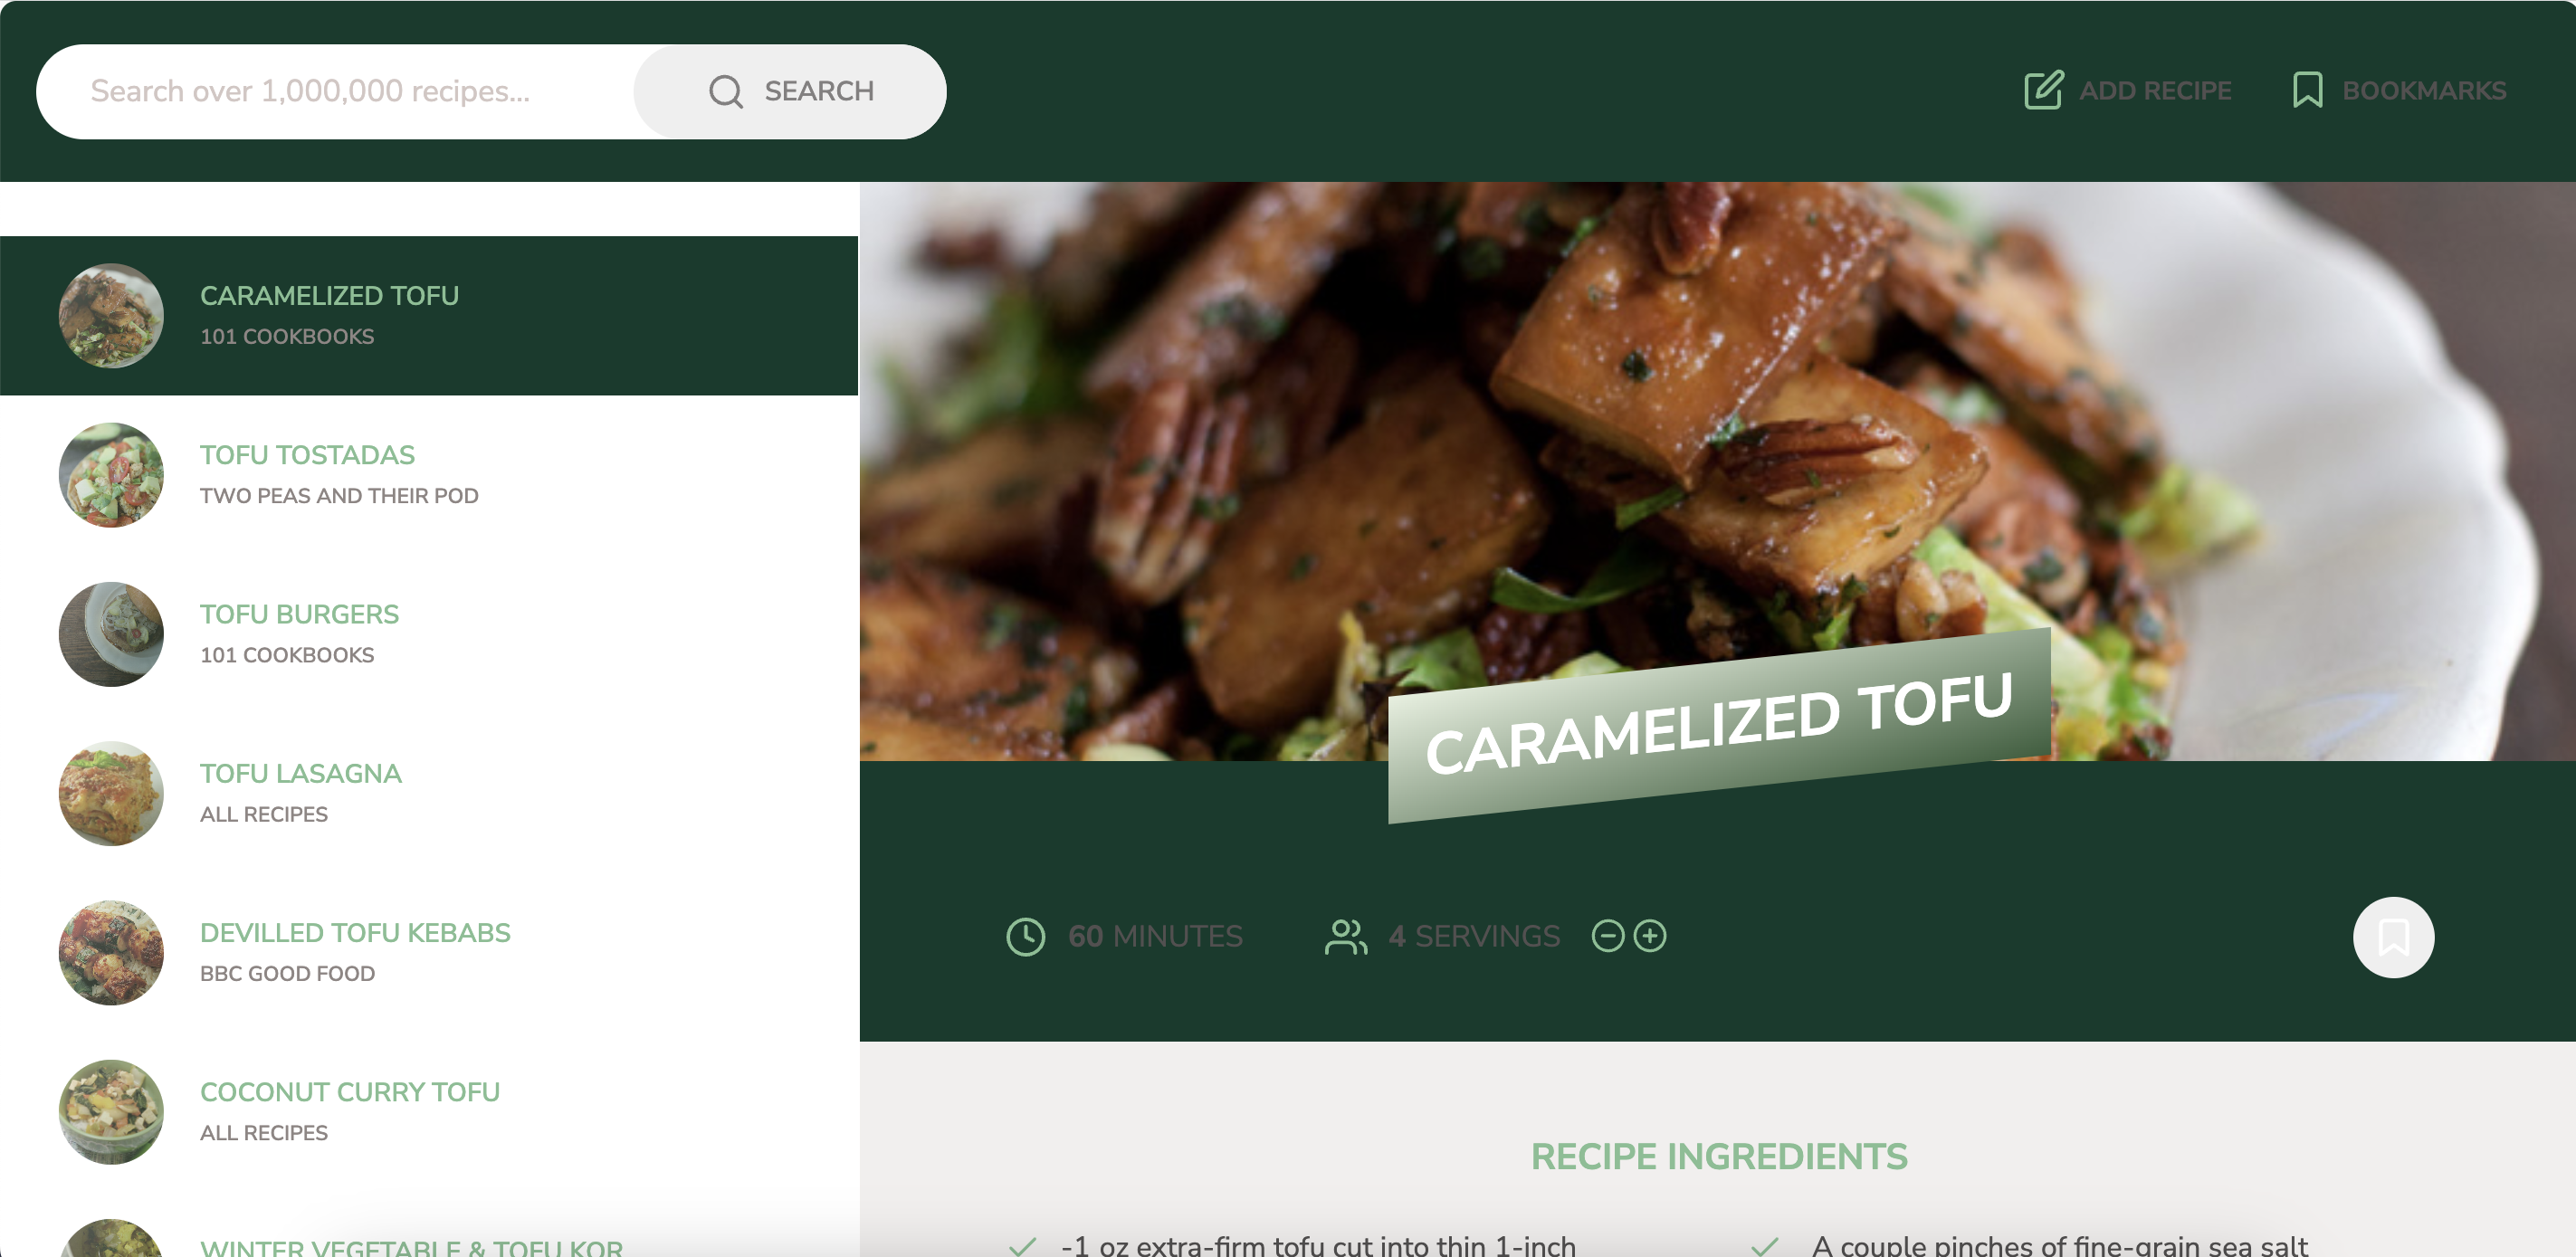 Search over 1,000,000 recipes...
SEARCH
ADD RECIPE
BOOKMARKS
CARAMELIZED TOFU
101 COOKBOOKS
TOFU TOSTADAS
TWO PEAS AND THEIR POD
TOFU BURGERS
101 COOKBOOKS
TOFU LASAGNA
ALL RECIPES
DEVILLED TOFU KEBABS
BBC GOOD FOOD
COCONUT CURRY TOFU
ALL RECIPES
WINTER VEGETABLE & TOFU KOR
CARAMELIZED TOFU
60 MINUTES
4 SERVINGS
RECIPE INGREDIENTS
-1 oz extra-firm tofu cut into thin 1-inch
A couple pinches of fine-grain sea salt